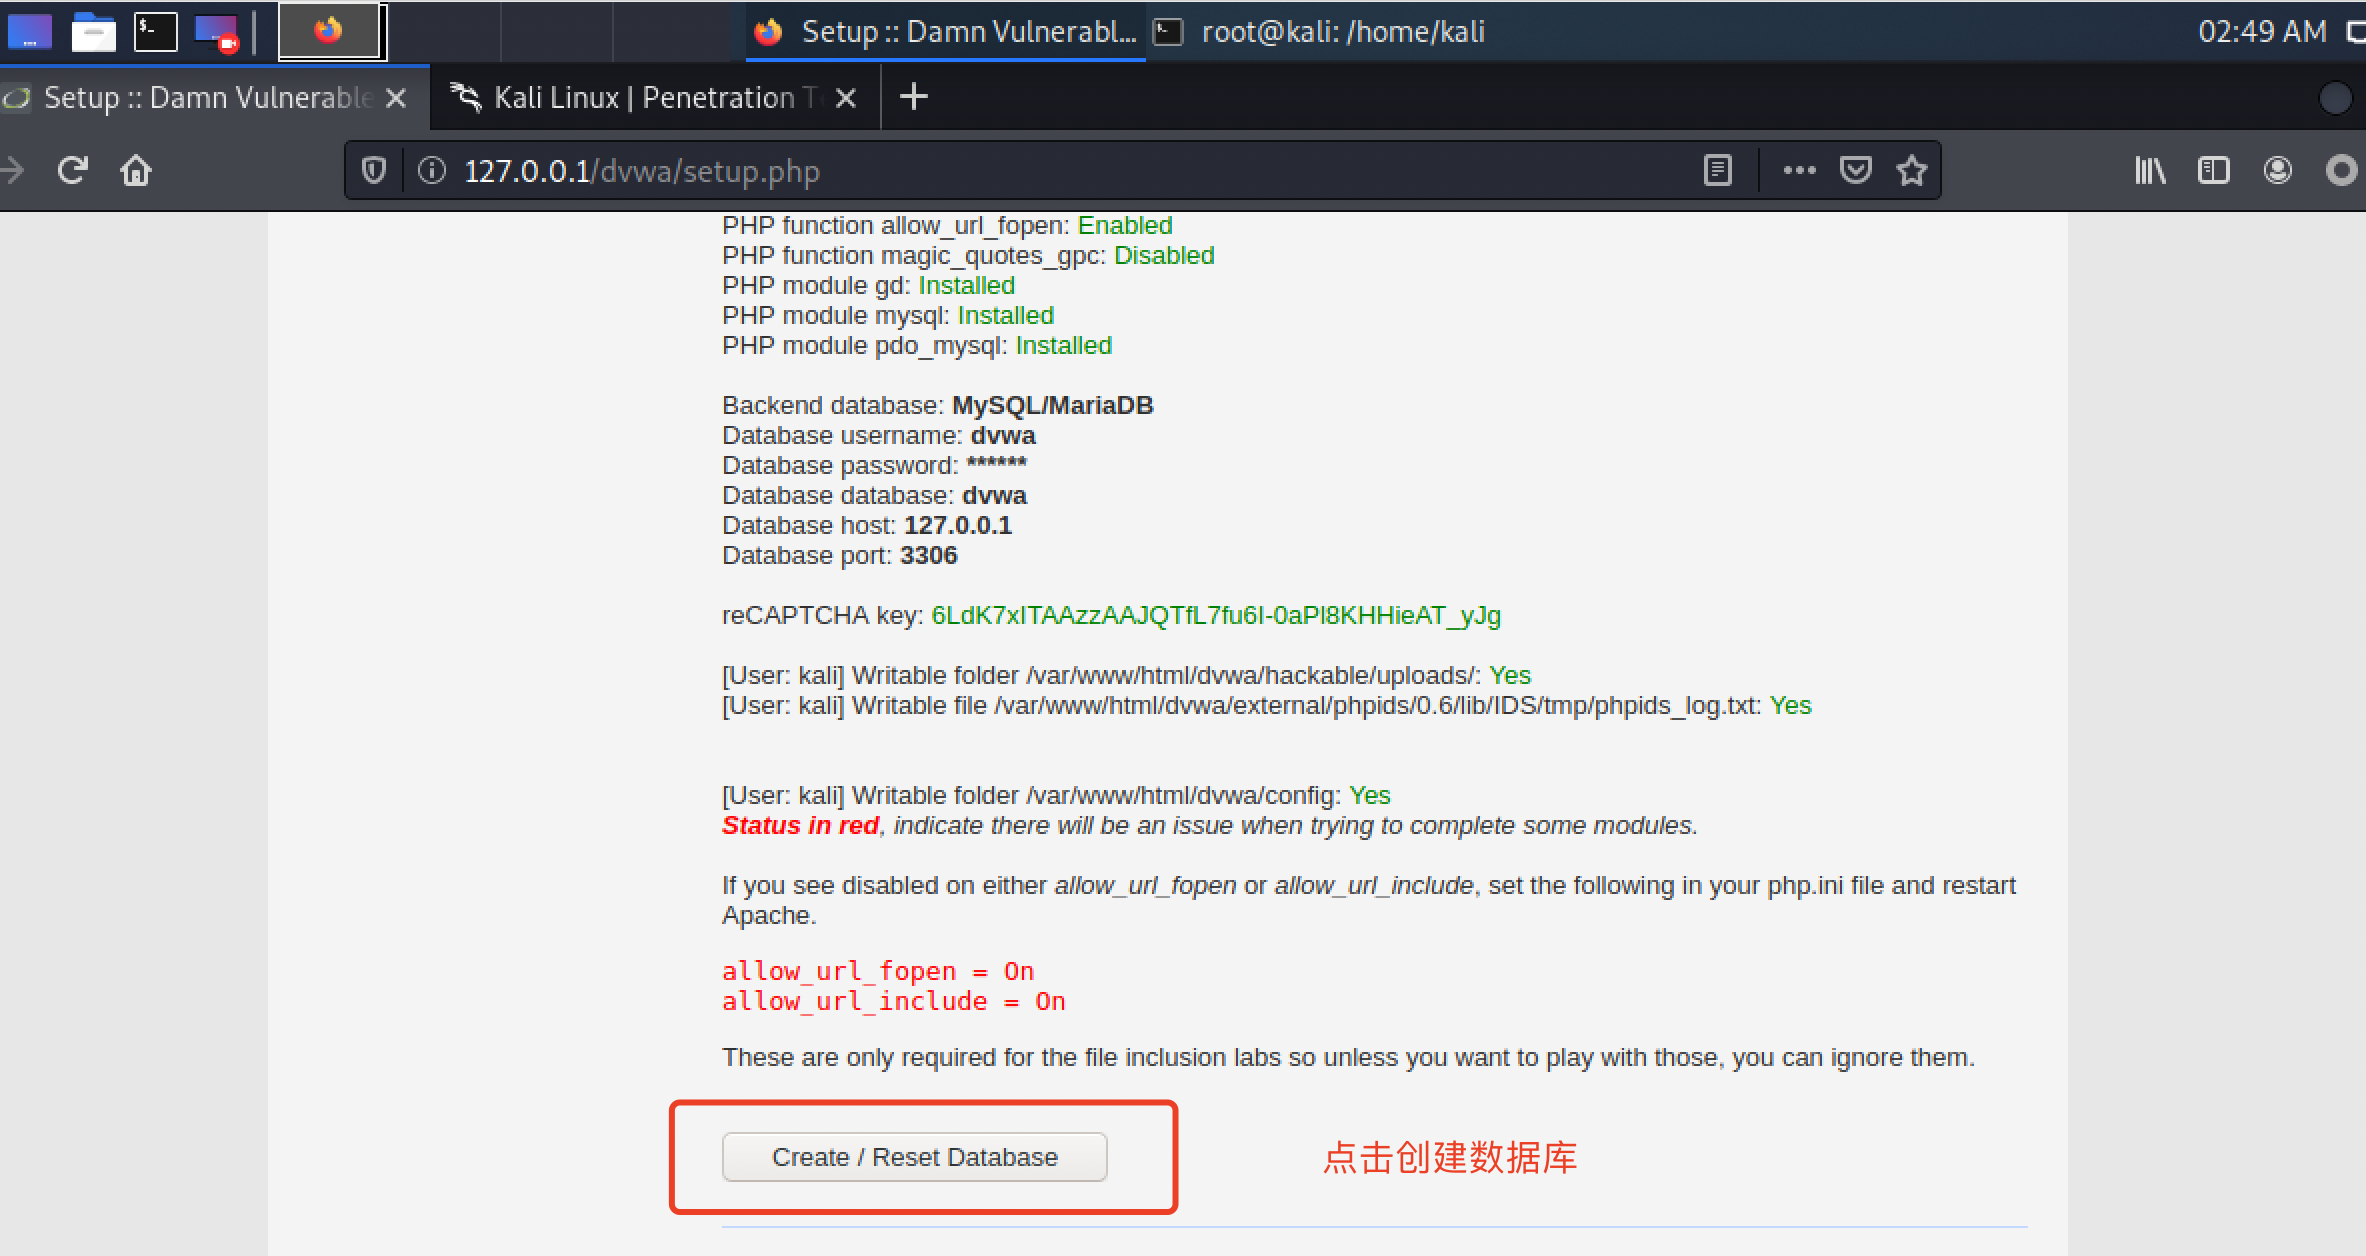 Setup :: Damn Vulnerabl...
root@kali: /home/kali
02:49 AM
Setup :: Damn Vulnerable
Kali Linux | Penetration T
127.0.0.1/dvwa/setup.php
PHP function allow_url_fopen: Enabled
PHP function magic_quotes_gpc: Disabled
PHP module gd: Installed
PHP module mysql: Installed
PHP module pdo_mysql: Installed
Backend database: MySQL/MariaDB
Database username: dvwa
Database password: ******
Database database: dvwa
Database host: 127.0.0.1
Database port: 3306
reCAPTCHA key: 6LdK7xITAAzzAAJQTfL7fu6I-0aPl8KHHieAT_yJg
[User: kali] Writable folder /var/www/html/dvwa/hackable/uploads/: Yes
[User: kali] Writable file /var/www/html/dvwa/external/phpids/0.6/lib/IDS/tmp/phpids_log.txt: Yes
[User: kali] Writable folder /var/www/html/dvwa/config: Yes
Status in red, indicate there will be an issue when trying to complete some modules.
If you see disabled on either allow_url_fopen or allow_url_include, set the following in your php.ini file and restart
Apache.
allow_url_fopen = On
allow_url_include = On
These are only required for the file inclusion labs so unless you want to play with those, you can ignore them.
Create / Reset Database
点击创建数据库